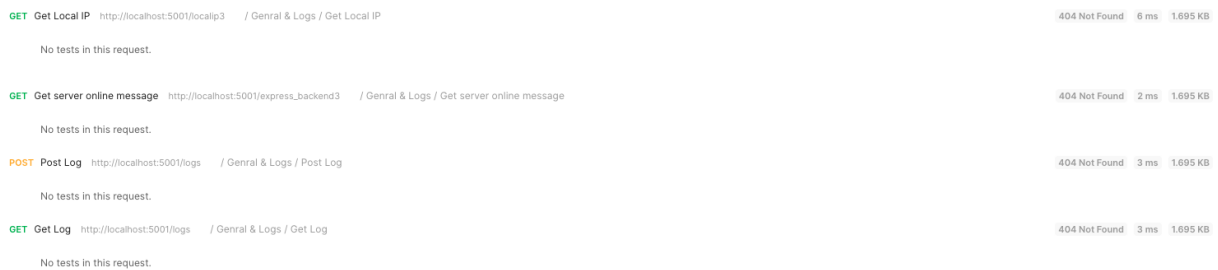 GET Get Local IP http://localhost:5001/localip3 / Genral & Logs / Get Local IP 404 Not Found 6 ms 1.695 KB
No tests in this request.
GET Get server online message http://localhost:5001/express_backend3 / Genral & Logs / Get server online message 404 Not Found 2 ms 1.695 KB
No tests in this request.
POST Post Log http://localhost:5001/logs / Genral & Logs / Post Log 404 Not Found 3 ms 1.695 KB
No tests in this request.
GET Get Log http://localhost:5001/logs / Genral & Logs / Get Log 404 Not Found 3 ms 1.695 KB
No tests in this request.